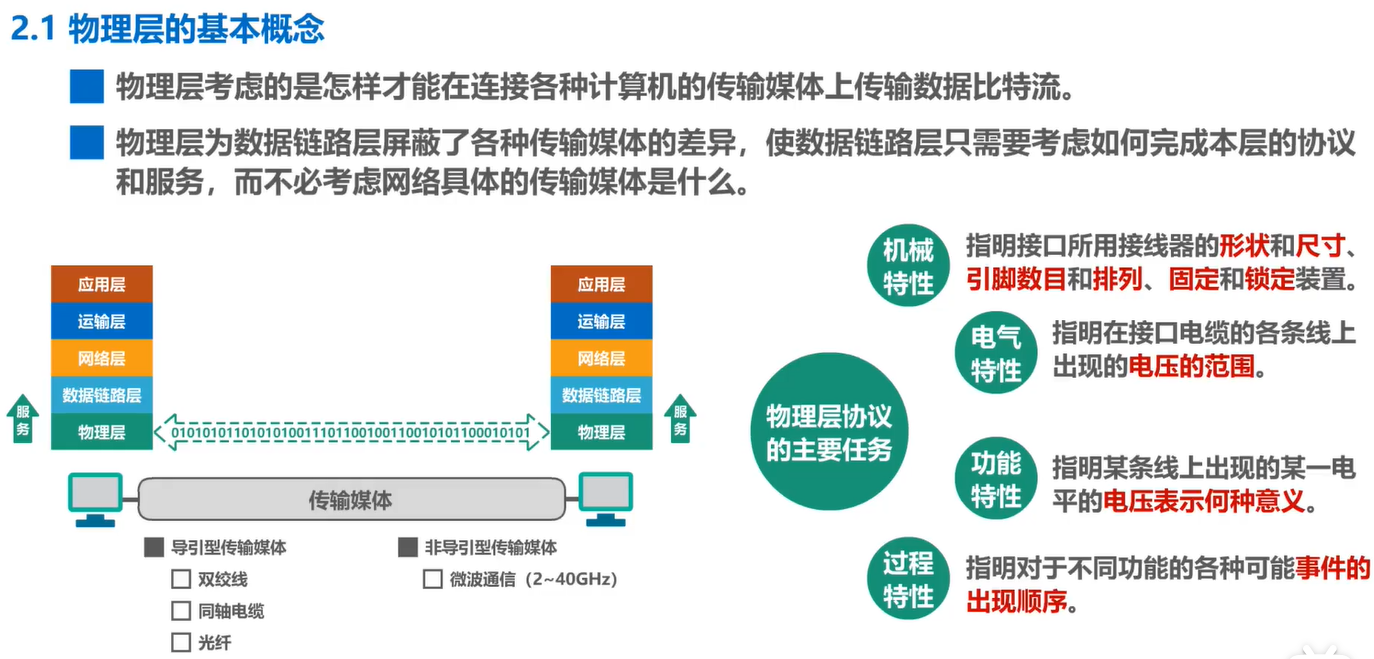 2.1 物理层的基本概念
物理层考虑的是怎样才能在连接各种计算机的传输媒体上传输数据比特流。
物理层为数据链路层屏蔽了各种传输媒体的差异，使数据链路层只需要考虑如何完成本层的协议
和服务，而不必考虑网络具体的传输媒体是什么。
应用层
运输层
网络层
数据链路层
物理层
服务
010101011010101001110110010011001010110001010​1
应用层
运输层
网络层
数据链路层
物理层
服务
传输媒体
导引型传输媒体
双绞线
同轴电缆
光纤
非导引型传输媒体
微波通信（2~40GHz）
物理层协议
的主要任务
机械
特性
指明接口所用接线器的形状和尺寸、
引脚数目和排列、固定和锁定装置。
电气
特性
指明在接口电缆的各条线上
出现的电压的范围。
功能
特性
指明某条线上出现的某一电
平的电压表示何种意义。
过程
特性
指明对于不同功能的各种可能事件的
出现顺序。